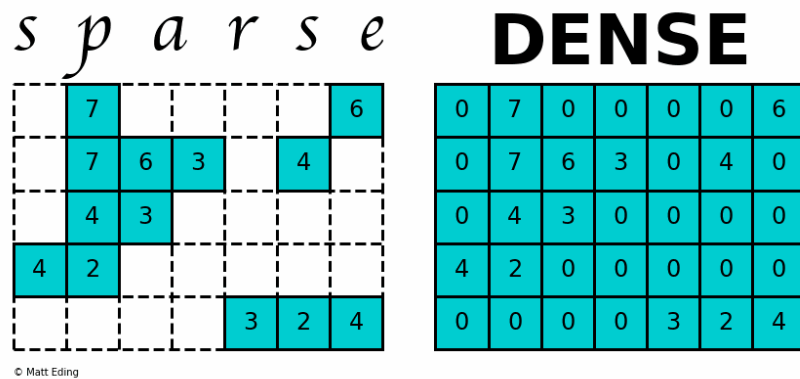 sparse DENSE
7 6 0 7 0 0 0 0 6
7 6 3 4 0 7 6 3 0 4 0
4 3 0 4 3 0 0 0 0
4 2 4 2 0 0 0 0 0
3 2 4 0 0 0 0 3 2 4
© Matt Eding